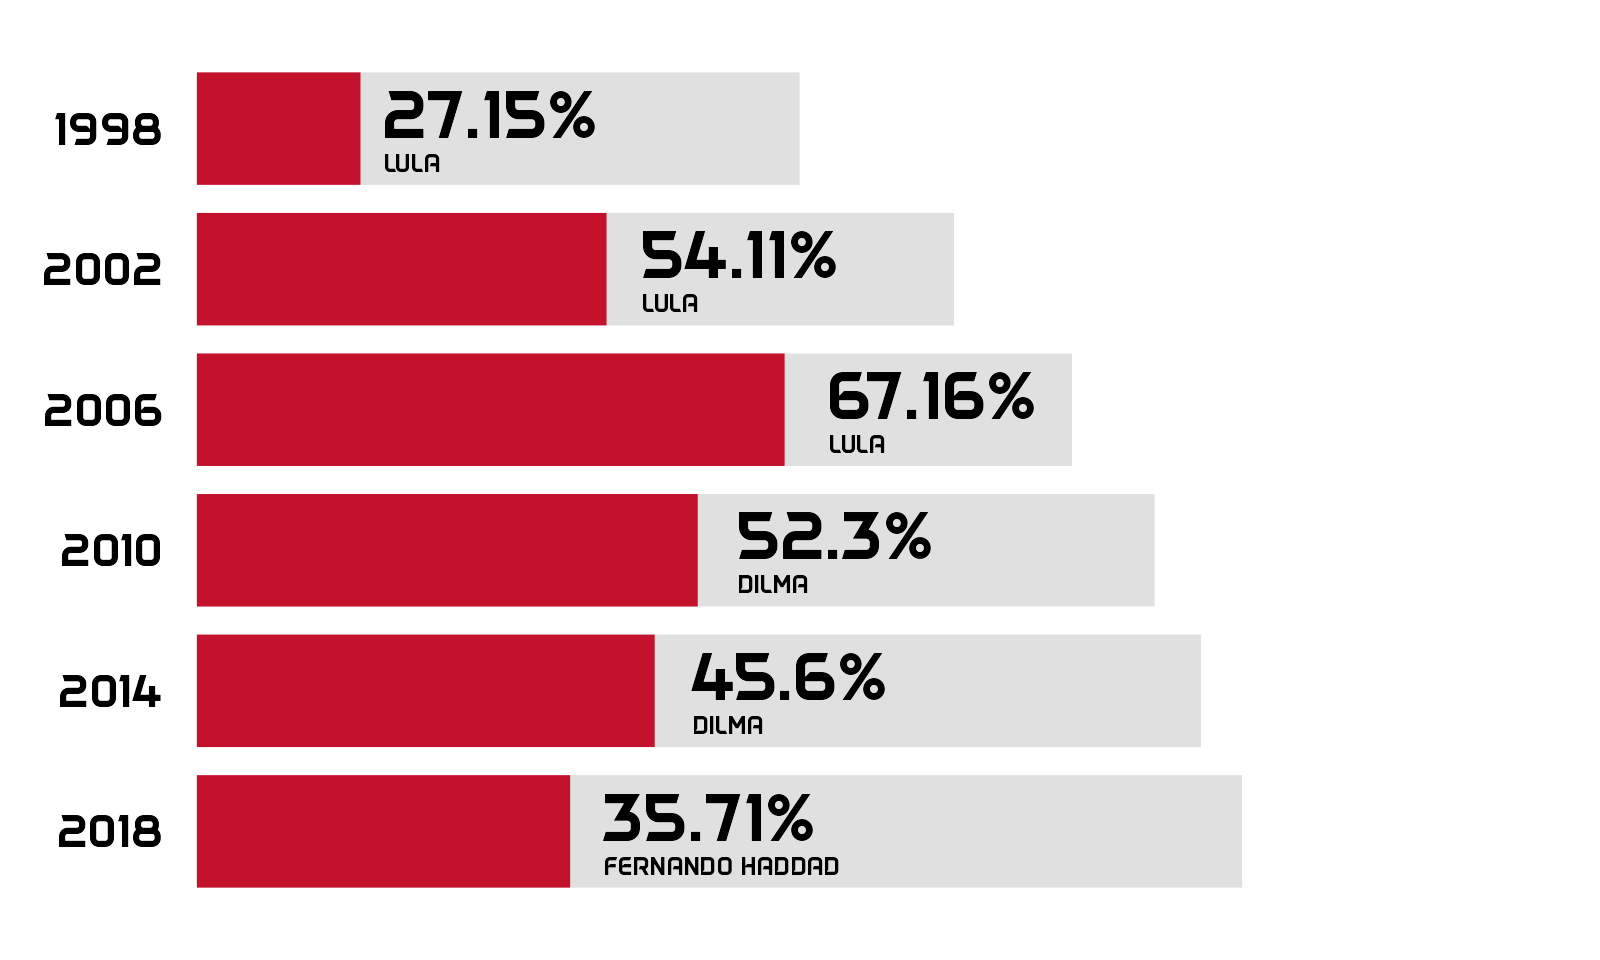 1998
27.15%
LULA
2002
54.11%
LULA
2006
67.16%
LULA
2010
52.3%
DILMA
2014
45.6%
DILMA
2018
35.71%
FERNANDO HADDAD